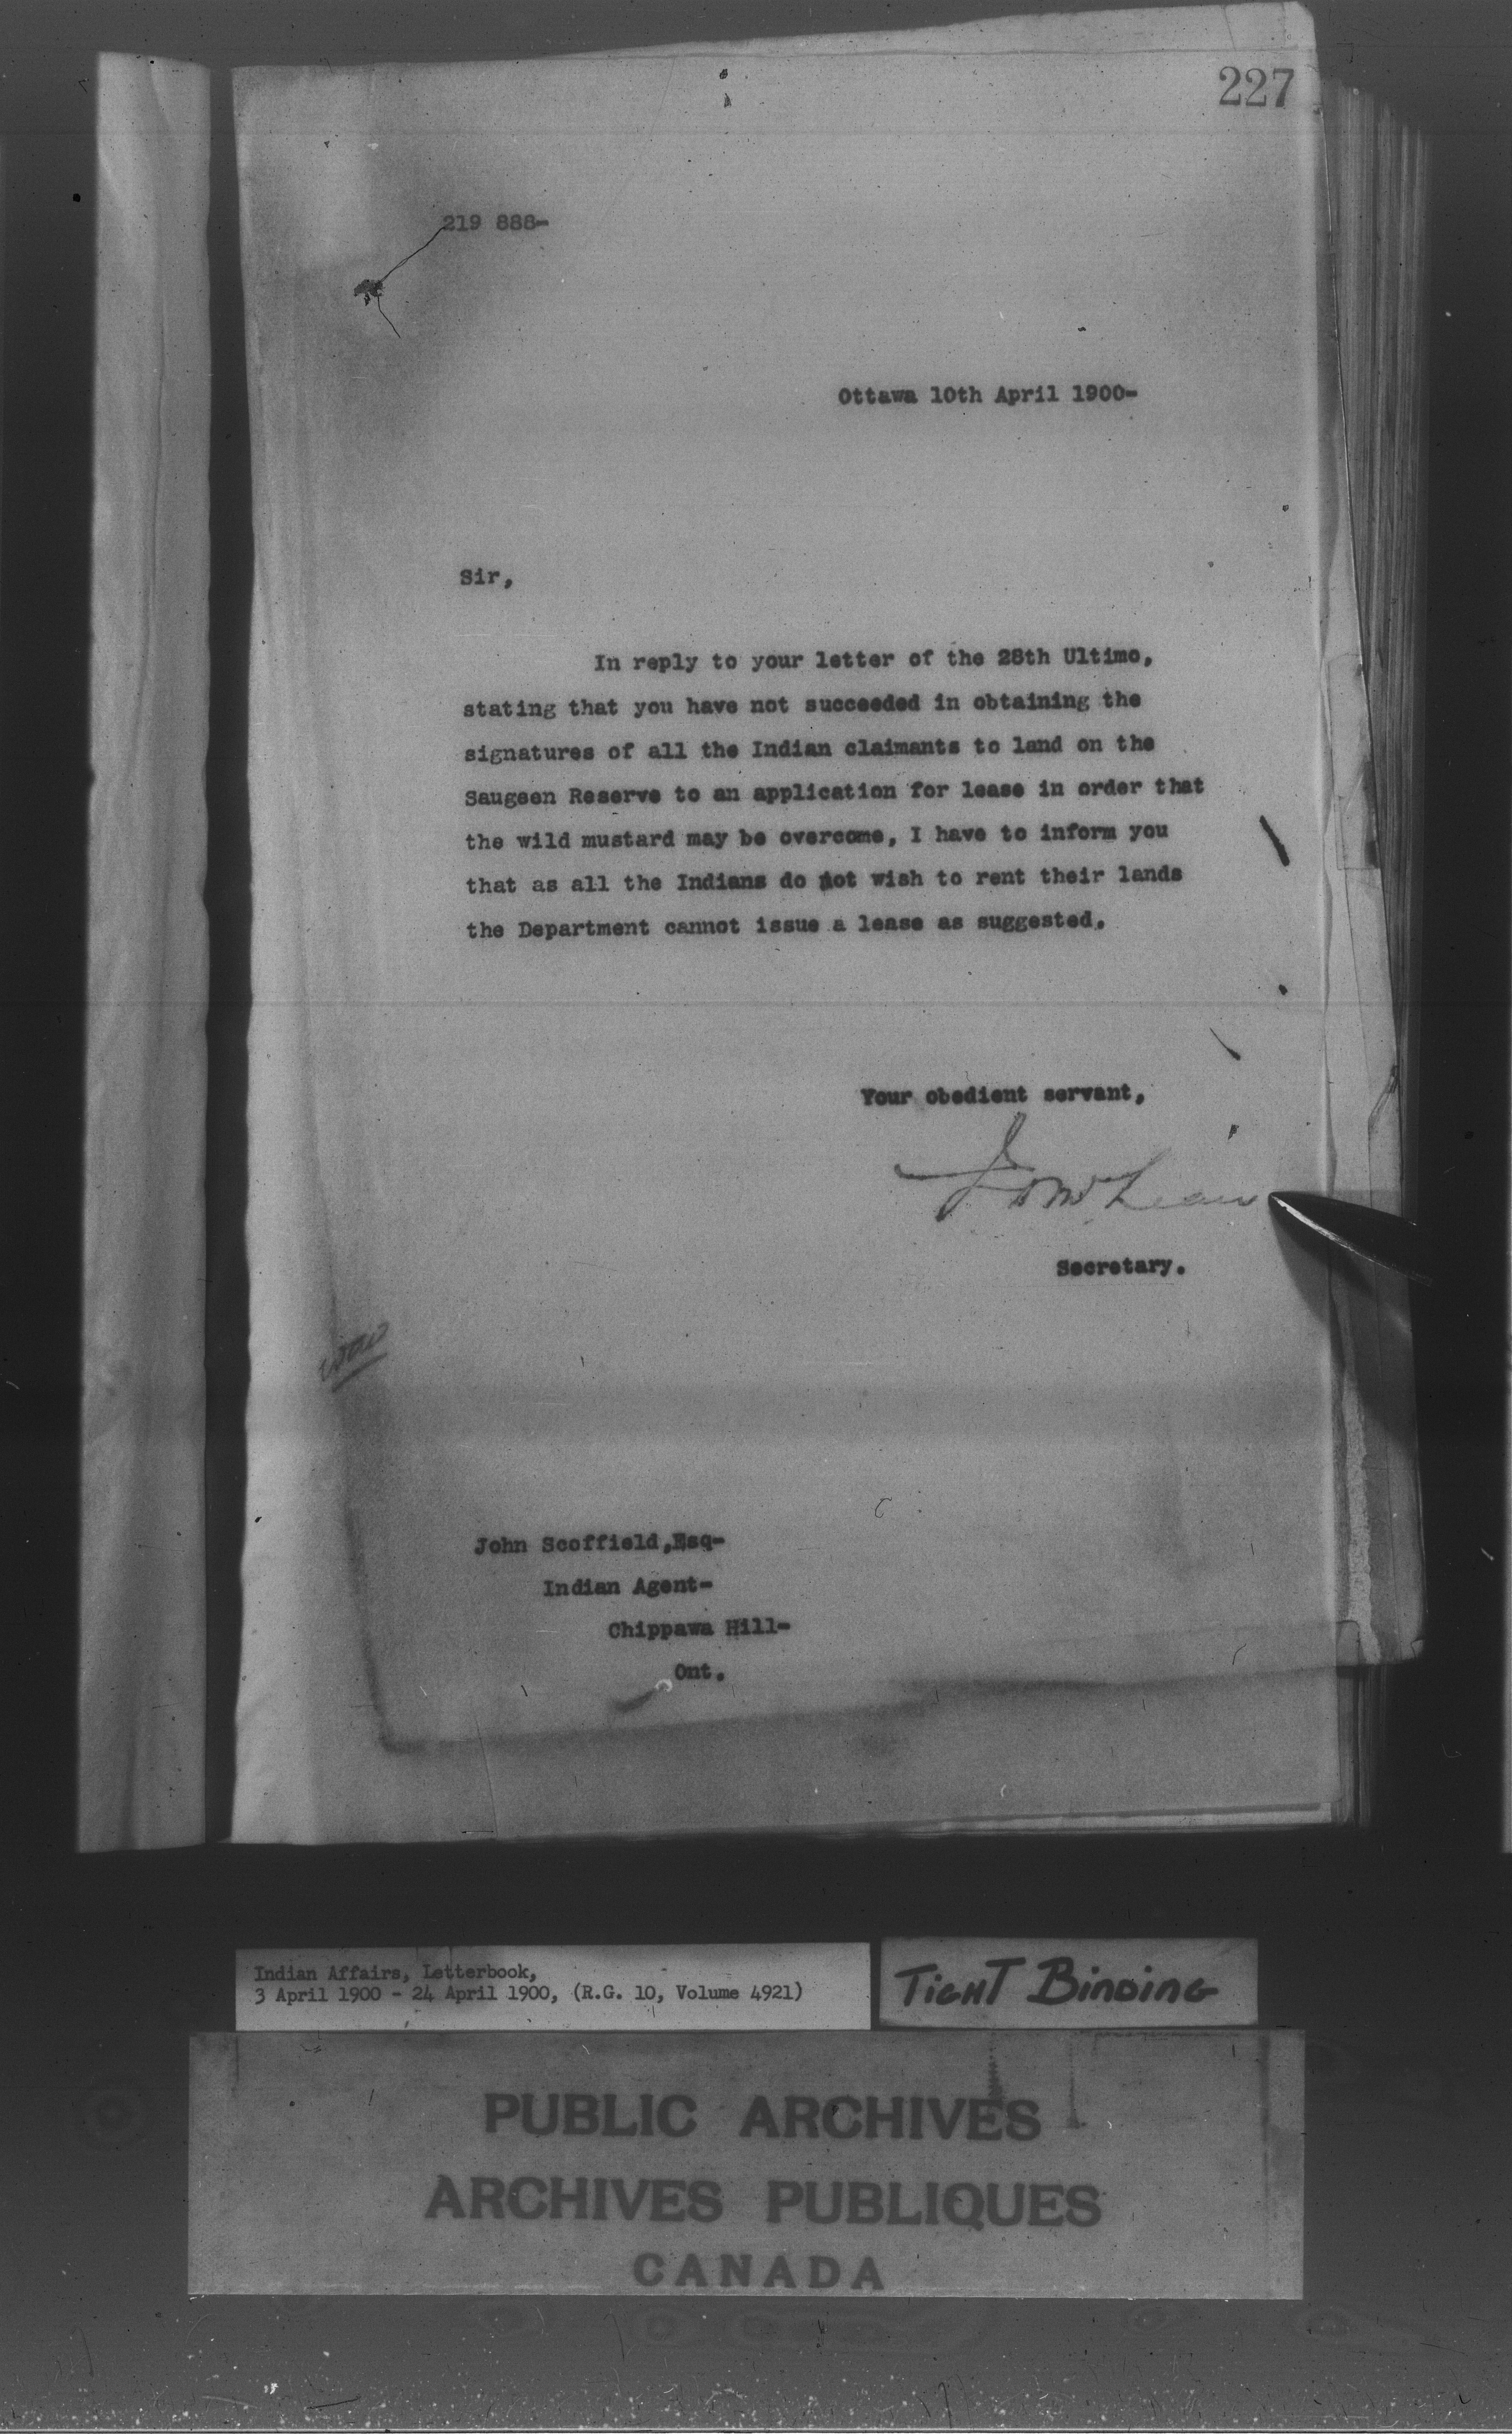 227
219 888-
Ottawa 10th April 1900-
Sir,
In reply to your letter of the 28th Ultimo,
stating that you have not succeeded in obtaining the
signatures of all the Indian claimants to land on the
Saugeen Reserve to an application for lease in order that
the wild mustard may be overcome, I have to inform you
that as all the Indians do not wish to rent their lands
the Department cannot issue a lease as suggested.
Your obedient servant,
Secretary.
John Scoffield,Esq-
Indian Agent-
Chippawa Hill-
Ont.
Indian Affairs, Letterbook,
3 April 1900 - 24 April 1900, (R.G. 10, Volume 4921)
TIGHT BINDING
PUBLIC ARCHIVES
ARCHIVES PUBLIQUES
CANADA